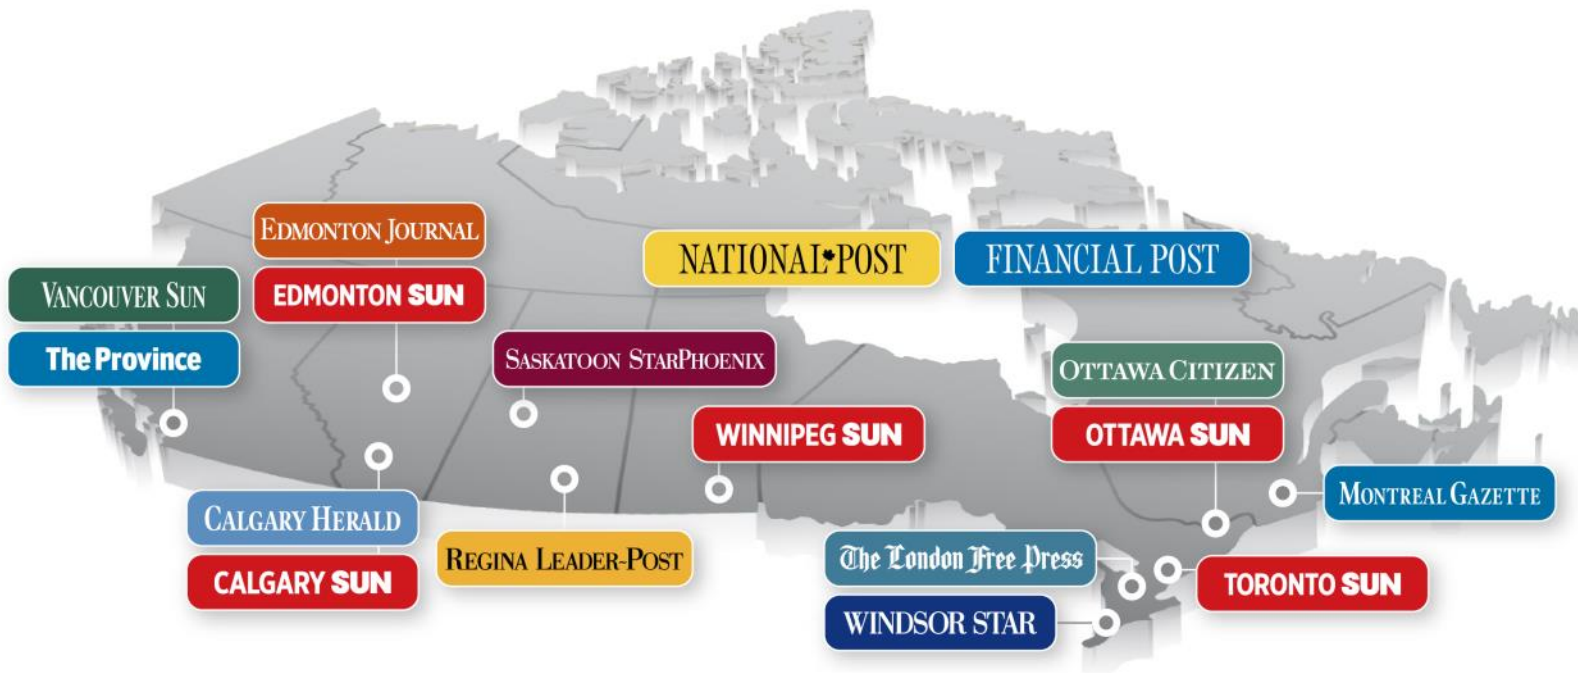 EDMONTON JOURNAL
NATIONAL POST
FINANCIAL POST
VANCOUVER SUN
EDMONTON SUN
The Province
SASKATOON STARPHOENIX
OTTAWA CITIZEN
WINNIPEG SUN
OTTAWA SUN
MONTREAL GAZETTE
CALGARY HERALD
REGINA LEADER-POST
The London Free Press
CALGARY SUN
TORONTO SUN
WINDSOR STAR